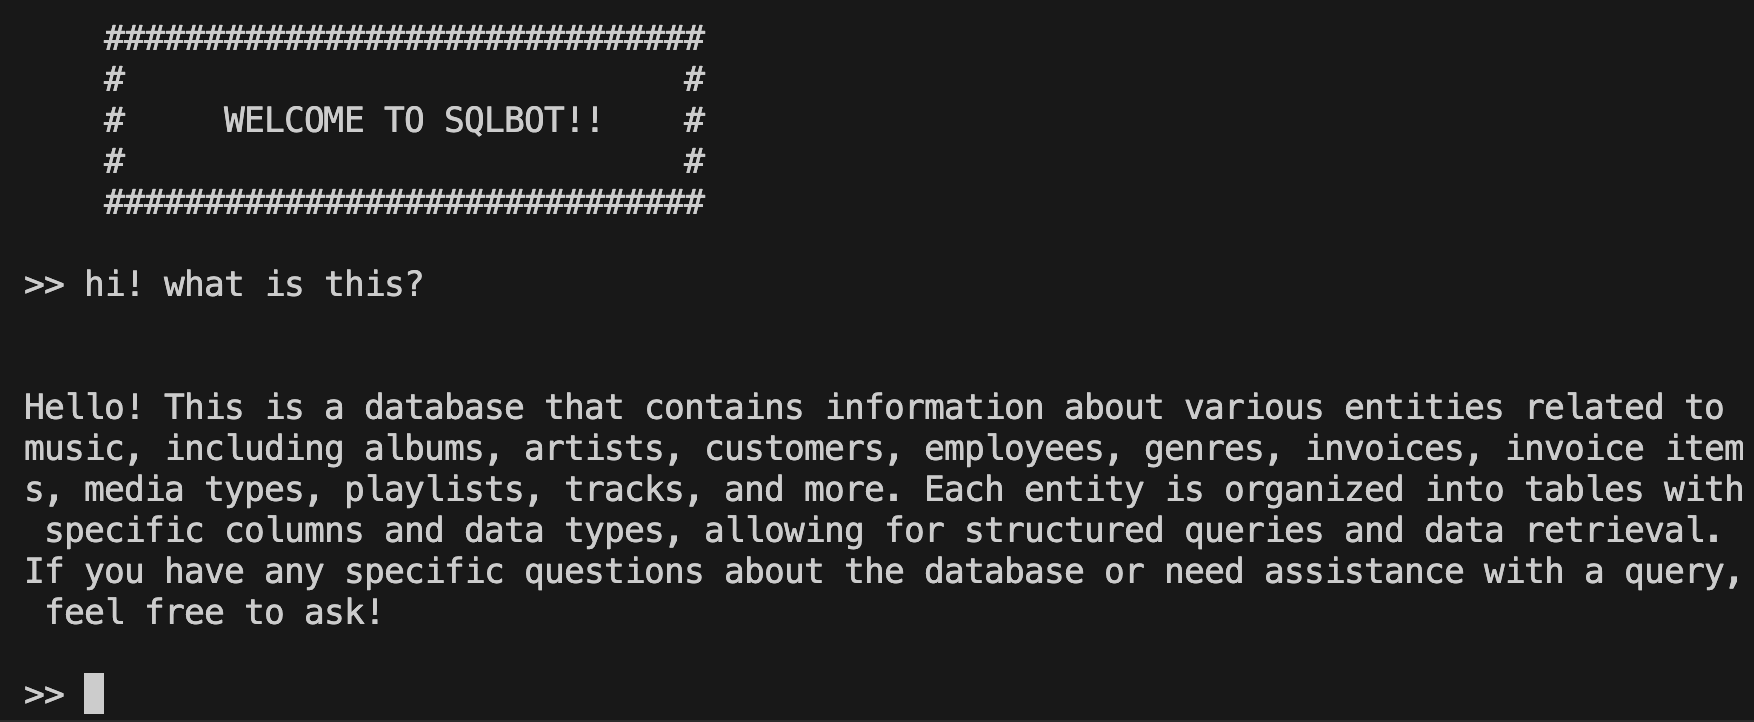 ##############################
#                            #
#     WELCOME TO SQLBOT!!    #
#                            #
##############################
>> hi! what is this?
Hello! This is a database that contains information about various entities related to
music, including albums, artists, customers, employees, genres, invoices, invoice item
s, media types, playlists, tracks, and more. Each entity is organized into tables with
 specific columns and data types, allowing for structured queries and data retrieval.
If you have any specific questions about the database or need assistance with a query,
 feel free to ask!
>>